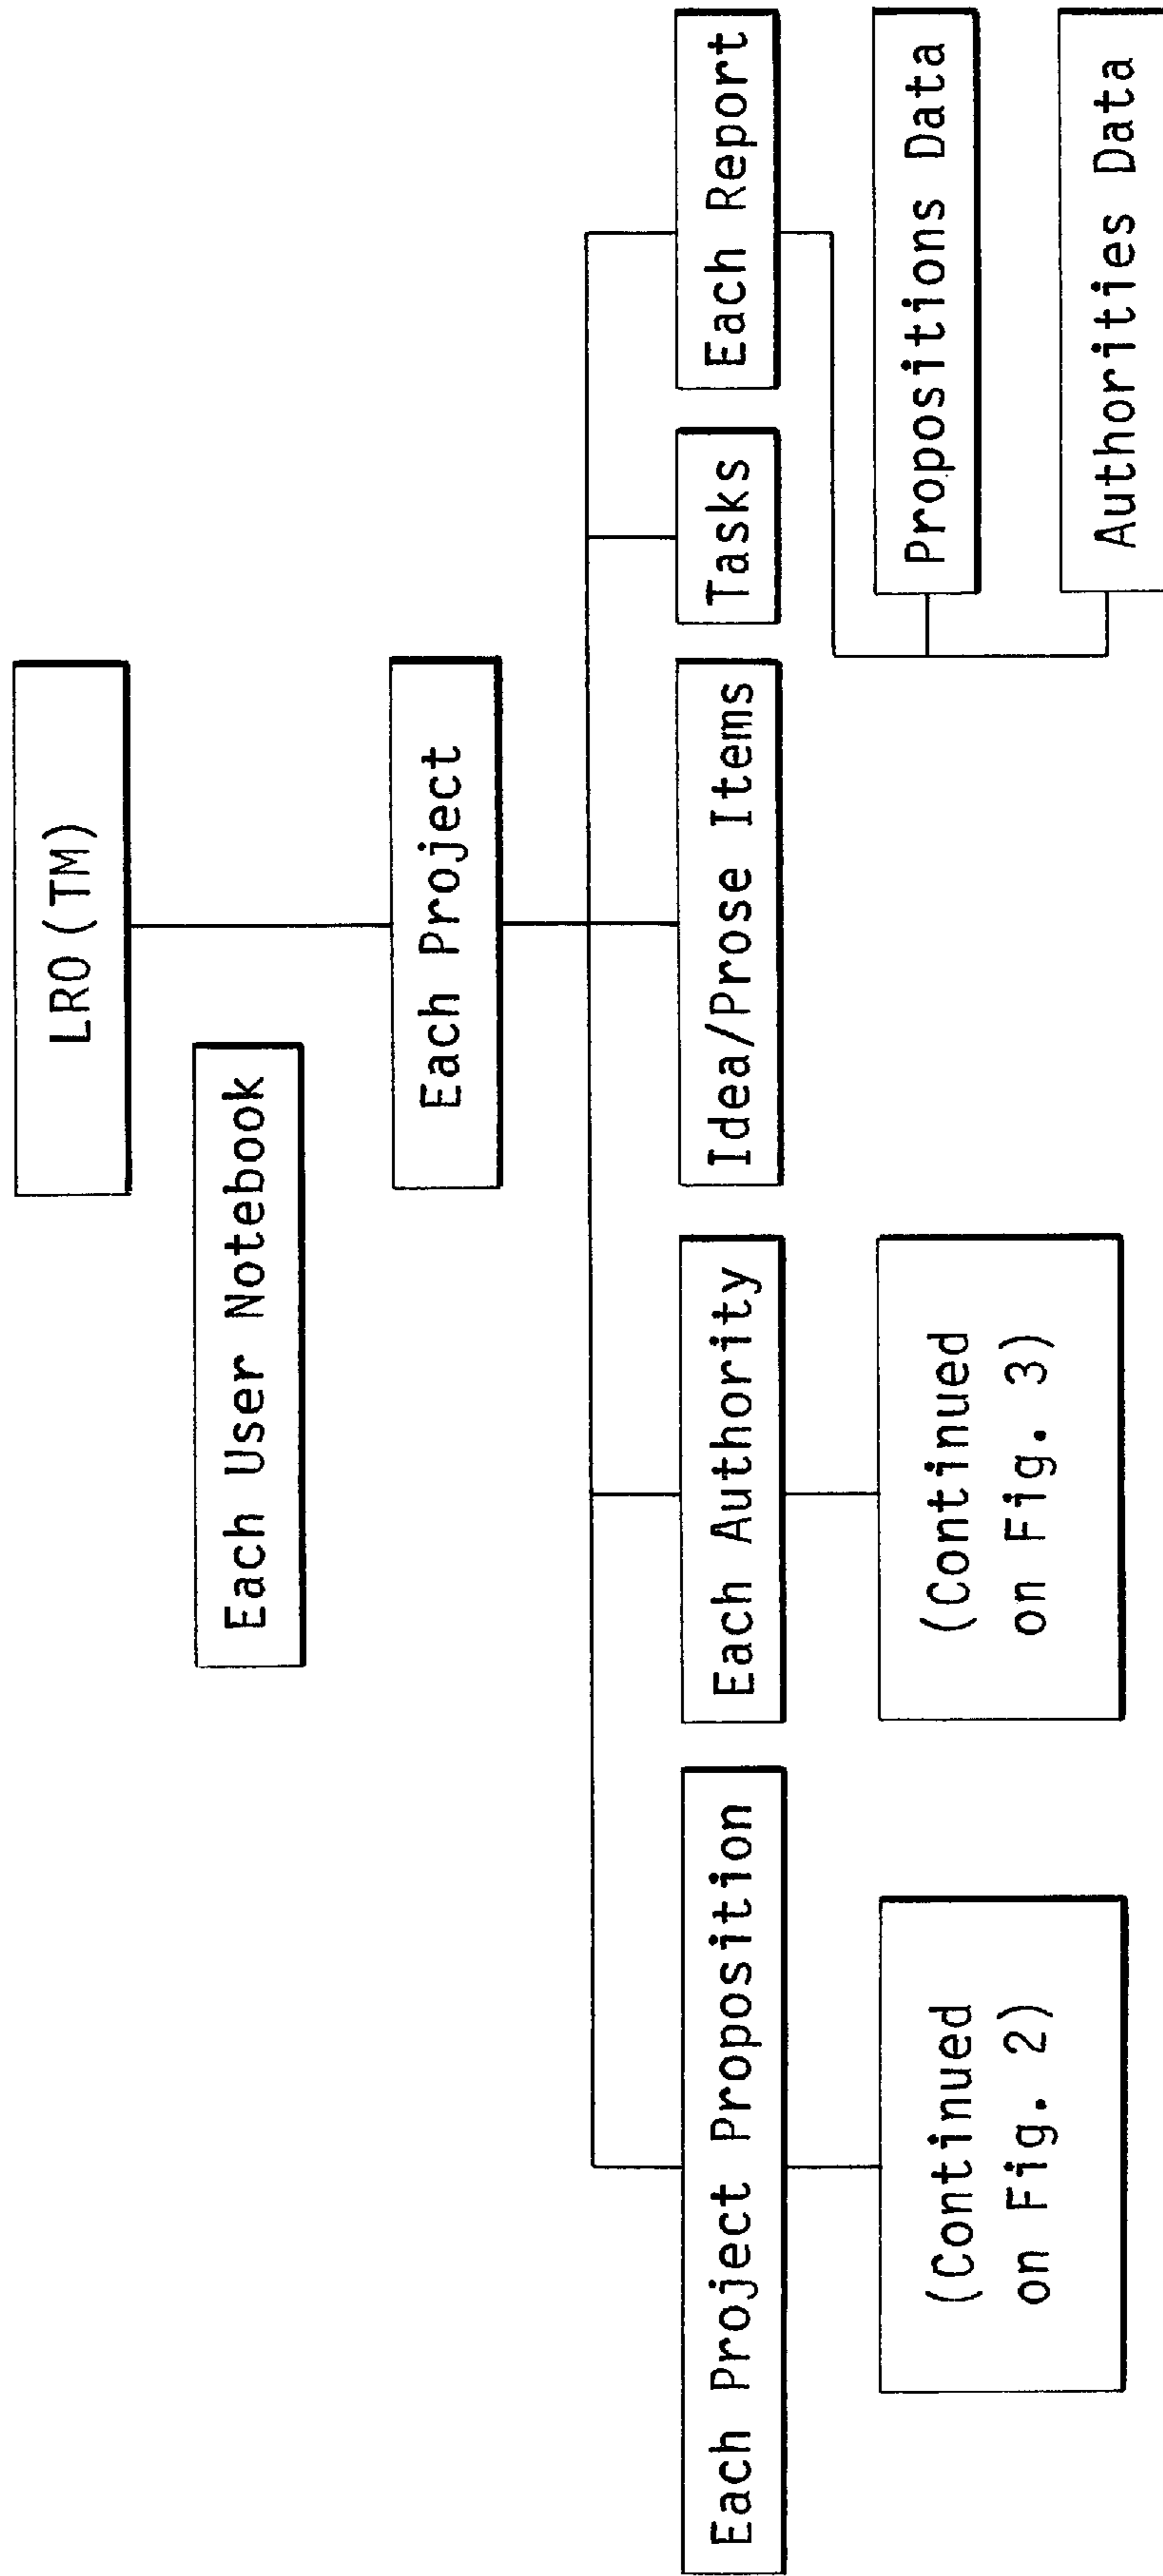 LRO(TM)
Each User Notebook
Each Project
Each Project Proposition
Each Authority
Idea/Prose Items
Tasks
Each Report
(Continued
on Fig. 2)
(Continued
on Fig. 3)
Propositions Data
Authorities Data